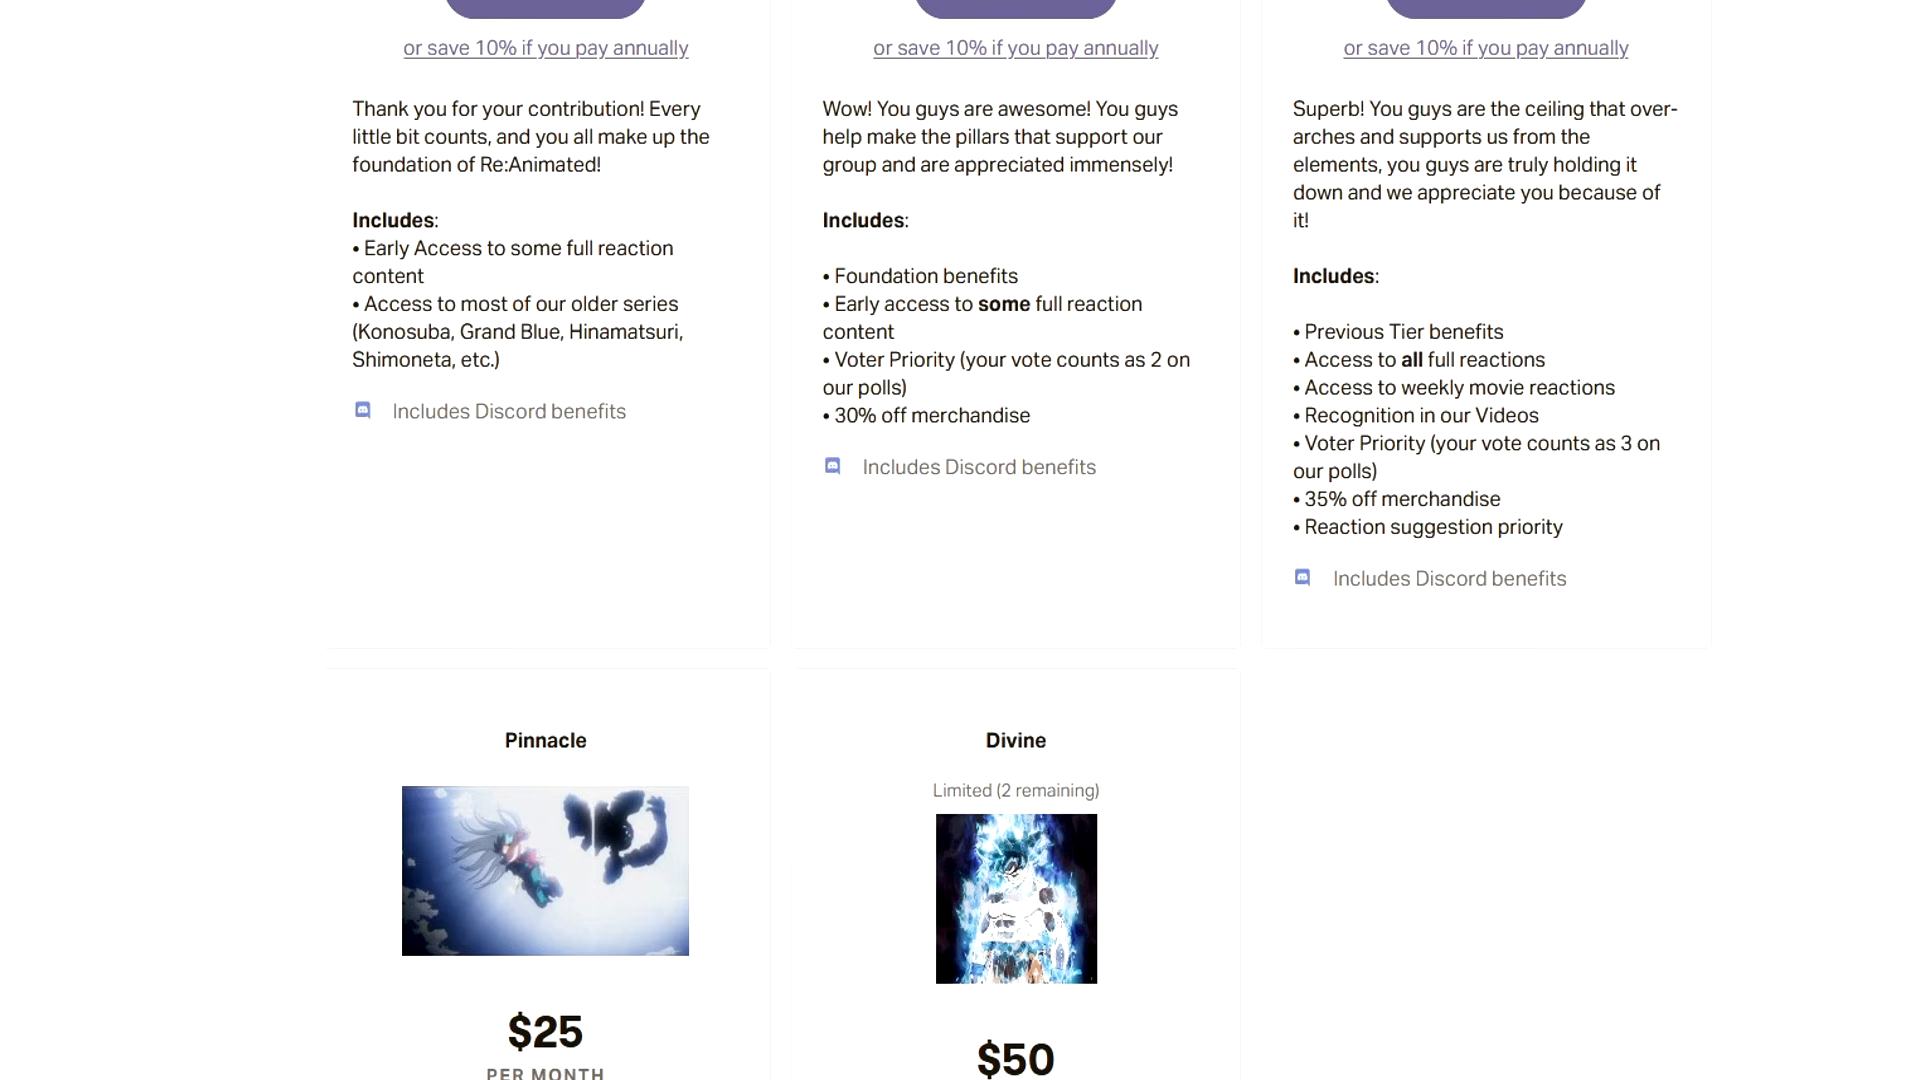 or save 10% if you pay annually
Thank you for your contribution! Every
little bit counts, and you all make up the
foundation of Re:Animated!
Includes:
• Early Access to some full reaction
content
• Access to most of our older series
(Konosuba, Grand Blue, Hinamatsuri,
Shimoneta, etc.)
Includes Discord benefits
or save 10% if you pay annually
Wow! You guys are awesome! You guys
help make the pillars that support our
group and are appreciated immensely!
Includes:
• Foundation benefits
• Early access to some full reaction
content
• Voter Priority (your vote counts as 2 on
our polls)
• 30% off merchandise
Includes Discord benefits
or save 10% if you pay annually
Superb! You guys are the ceiling that over-
arches and supports us from the
elements, you guys are truly holding it
down and we appreciate you because of
it!
Includes:
• Previous Tier benefits
• Access to all full reactions
• Access to weekly movie reactions
• Recognition in our Videos
• Voter Priority (your vote counts as 3 on
our polls)
• 35% off merchandise
• Reaction suggestion priority
Includes Discord benefits
Pinnacle
$25
PER MONTH
Divine
Limited (2 remaining)
$50